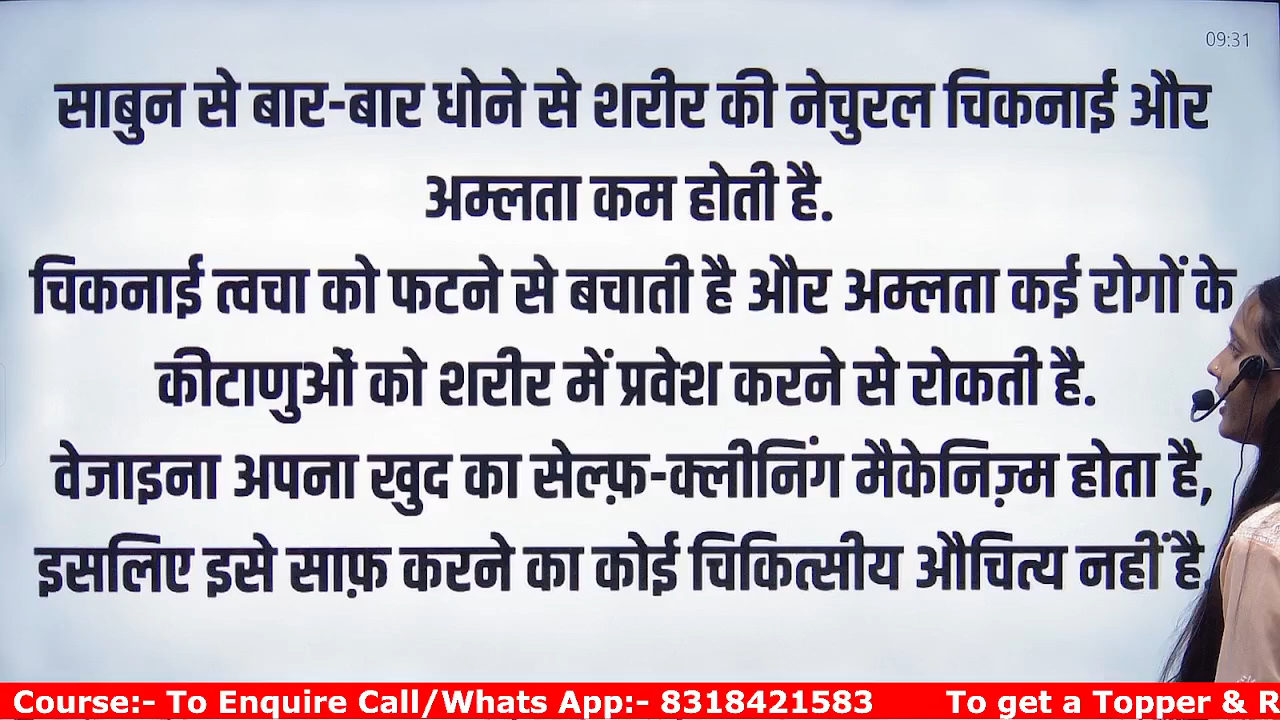 09:31
साबुन से बार-बार धोने से शरीर की नेचुरल चिकनाई और
अम्लता कम होती है.
चिकनाई त्वचा को फटने से बचाती है और अम्लता कई रोगों के
कीटाणुओं को शरीर में प्रवेश करने से रोकती है.
वेजाइना अपना खुद का सेल्फ़-क्लीनिंग मैकेनिज़्म होता है,
इसलिए इसे साफ़ करने का कोई चिकित्सीय औचित्य नहीं है.
Course:- To Enquire Call/Whats App:- 8318421583 To get a Topper & R